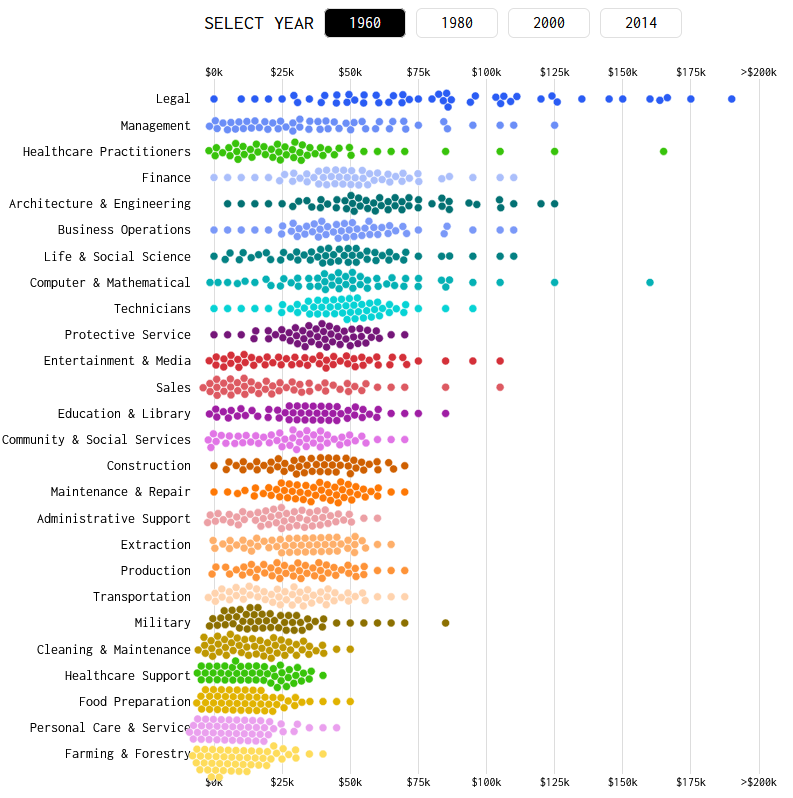 SELECT YEAR 1960 1980 2000 2014
$0k $25k $50k $75k $100k $125k $150k $175k >$200k
Legal
Management
Healthcare Practitioners
Finance
Architecture & Engineering
Business Operations
Life & Social Science
Computer & Mathematical
Technicians
Protective Service
Entertainment & Media
Sales
Education & Library
Community & Social Services
Construction
Maintenance & Repair
Administrative Support
Extraction
Production
Transportation
Military
Cleaning & Maintenance
Healthcare Support
Food Preparation
Personal Care & Service
Farming & Forestry
$0k $25k $50k $75k $100k $125k $150k $175k >$200k